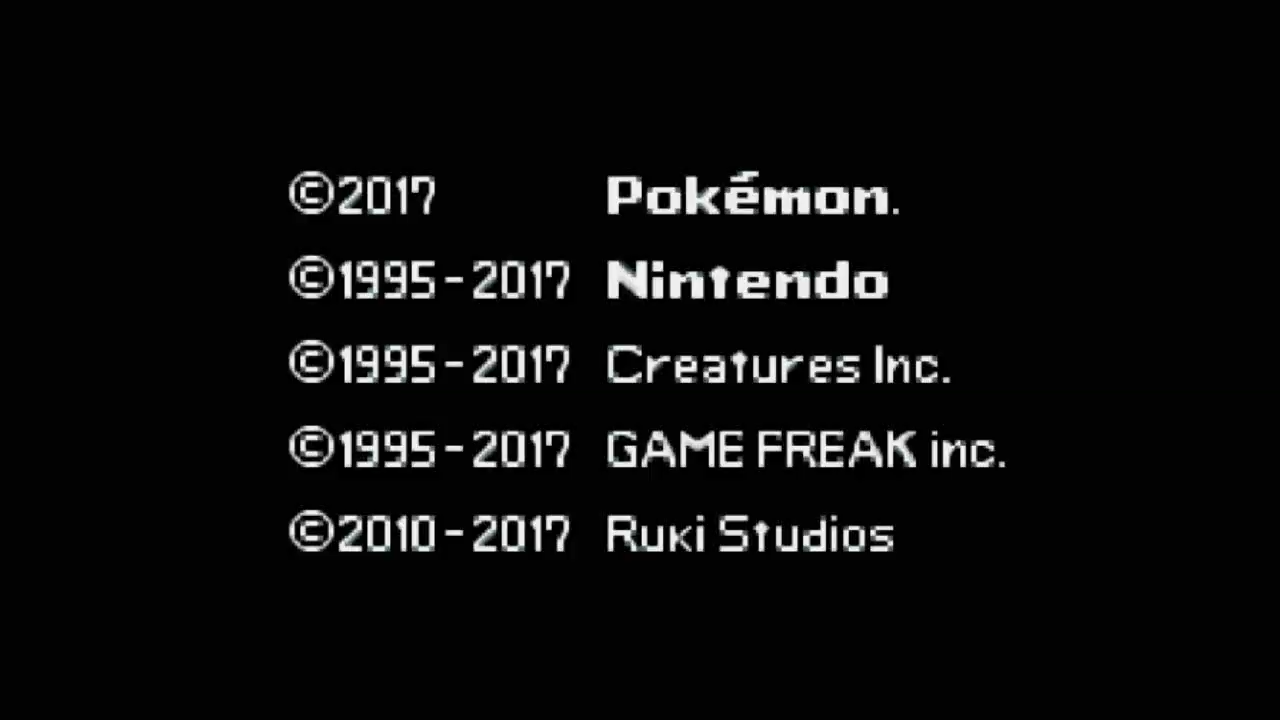 ©2017 Pokémon.
©1995-2017 Nintendo
©1995-2017 Creatures Inc.
©1995-2017 GAME FREAK inc.
©2010-2017 Ruki Studios